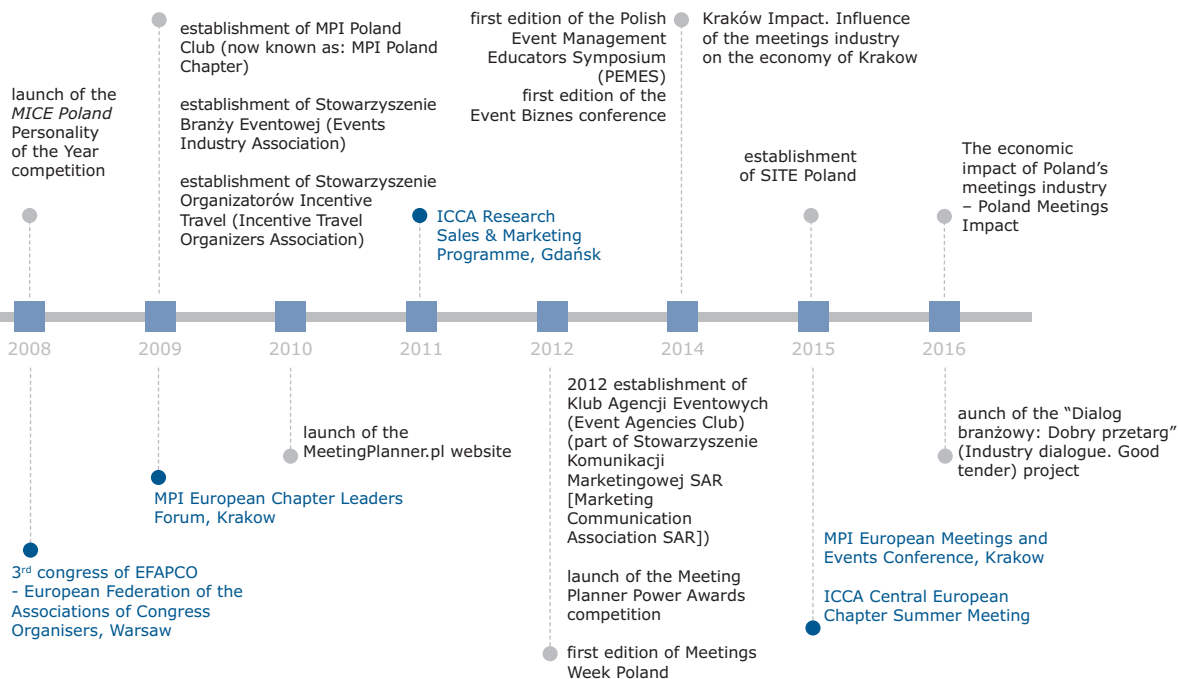 launch of the
MICE Poland
Personality
of the Year
competition
establishment of MPI Poland
Club (now known as: MPI Poland
Chapter)
establishment of Stowarzyszenie
Branży Eventowej (Events
Industry Association)
establishment of Stowarzyszenie
Organizatorów Incentive
Travel (Incentive Travel
Organizers Association)
ICCA Research
Sales & Marketing
Programme, Gdańsk
first edition of the Polish
Event Management
Educators Symposium
(PEMES)
first edition of the
Event Biznes conference
Kraków Impact. Influence
of the meetings industry
on the economy of Krakow
establishment
of SITE Poland
The economic
impact of Poland’s
meetings industry
– Poland Meetings
Impact
2008
2009
2010
2011
2012
2014
2015
2016
3rd congress of EFAPCO
- European Federation of the
Associations of Congress
Organisers, Warsaw
MPI European Chapter Leaders
Forum, Krakow
launch of the
MeetingPlanner.pl website
2012 establishment of
Klub Agencji Eventowych
(Event Agencies Club)
(part of Stowarzyszenie
Komunikacji
Marketingowej SAR
[Marketing
Communication
Association SAR])
launch of the Meeting
Planner Power Awards
competition
first edition of Meetings
Week Poland
MPI European Meetings and
Events Conference, Krakow
ICCA Central European
Chapter Summer Meeting
aunch of the “Dialog
branżowy: Dobry przetarg”
(Industry dialogue. Good
tender) project